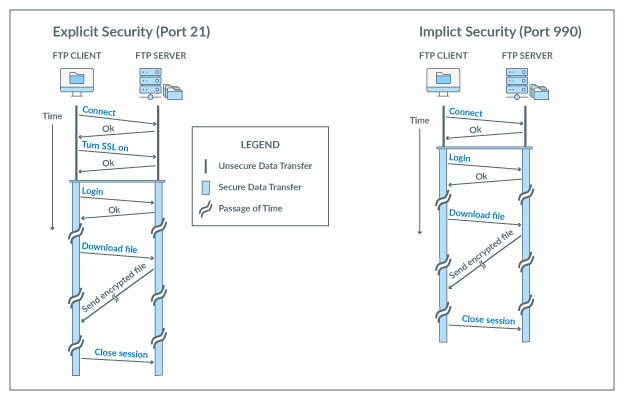 Explicit Security (Port 21)
FTP CLIENT
FTP SERVER
Time
Connect
Ok
Turn SSL on
Ok
Login
Ok
Download file
Send encrypted file
Close session
LEGEND
Unsecure Data Transfer
Secure Data Transfer
Passage of Time
Implict Security (Port 990)
FTP CLIENT
FTP SERVER
Time
Connect
Ok
Login
Ok
Download file
Send encrypted file
Close session